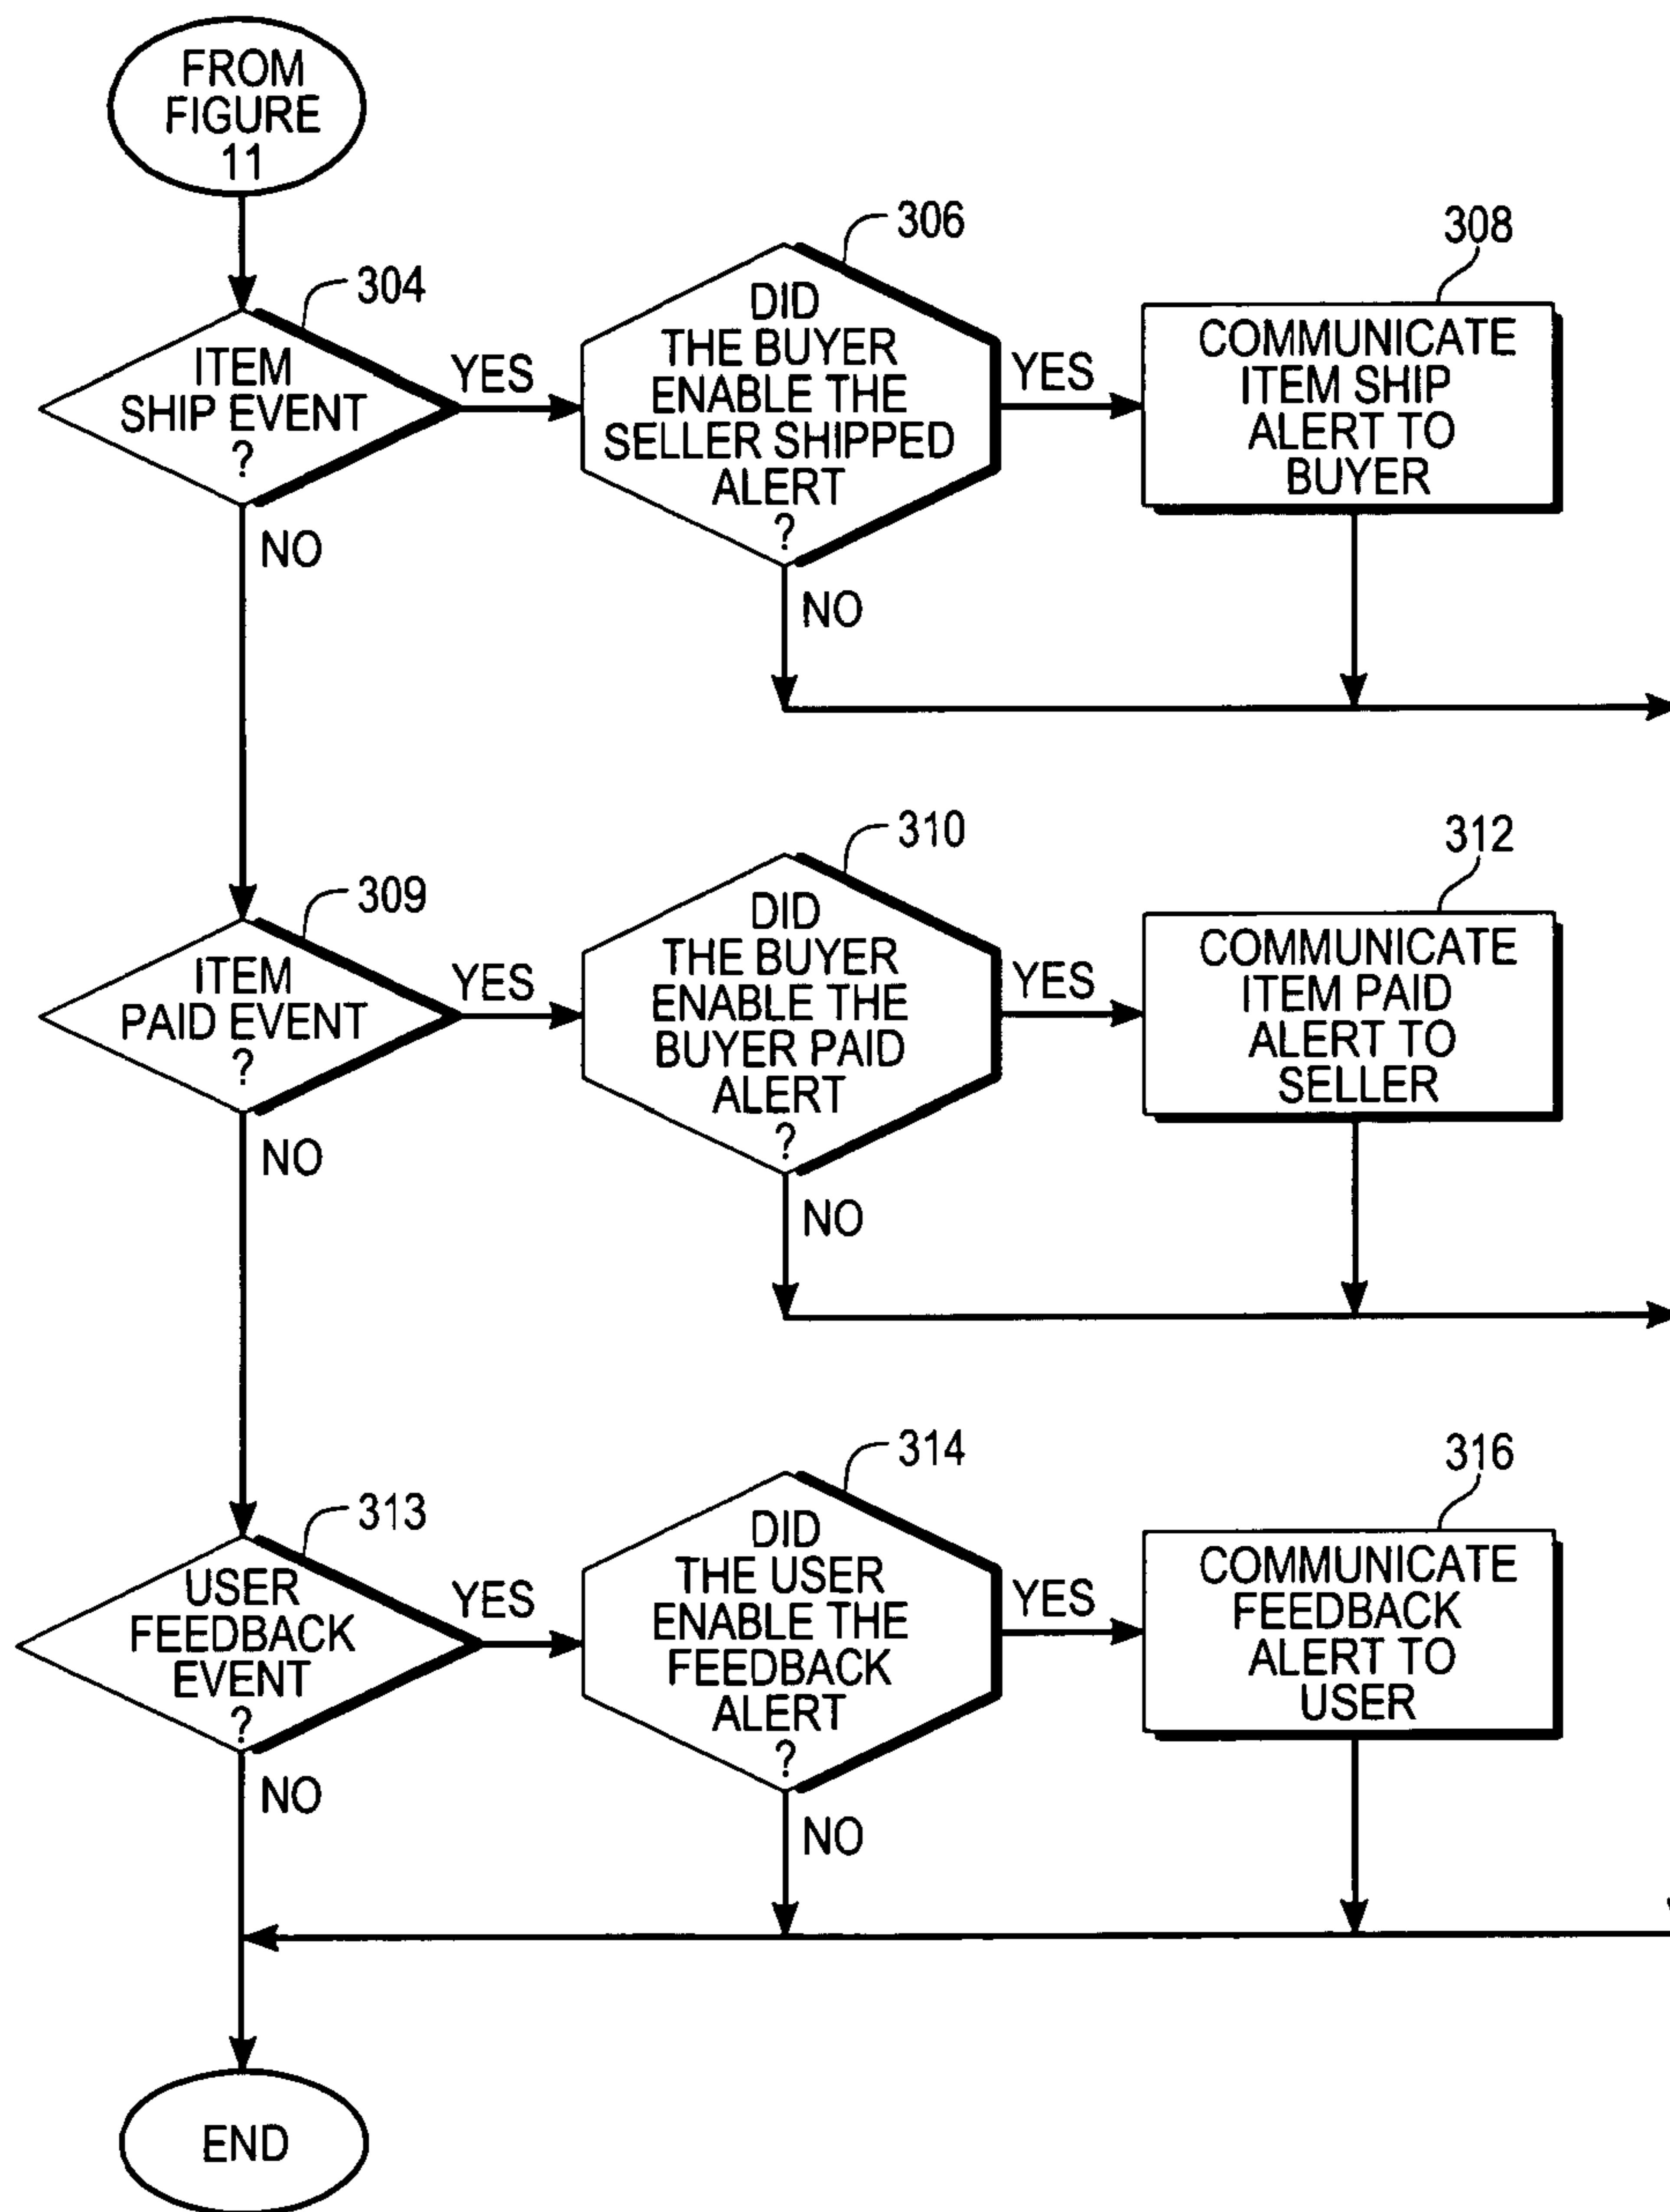 FROM
FIGURE
11
304
ITEM
SHIP EVENT
?
YES
NO
306
DID
THE BUYER
ENABLE THE
SELLER SHIPPED
ALERT
?
YES
NO
308
COMMUNICATE
ITEM SHIP
ALERT TO
BUYER
309
ITEM
PAID EVENT
?
YES
NO
310
DID
THE BUYER
ENABLE THE
BUYER PAID
ALERT
?
YES
NO
312
COMMUNICATE
ITEM PAID
ALERT TO
SELLER
313
USER
FEEDBACK
EVENT
?
YES
NO
314
DID
THE USER
ENABLE THE
FEEDBACK
ALERT
?
YES
NO
316
COMMUNICATE
FEEDBACK
ALERT TO
USER
END